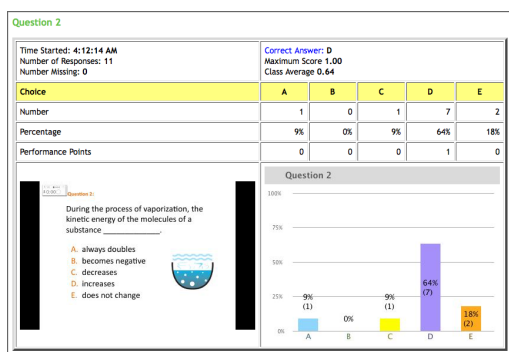 Question 2
Time Started: 4:12:14 AM
Number of Responses: 11
Number Missing: 0
Correct Answer: D
Maximum Score 1.00
Class Average 0.64
Choice A B C D E
Number 1 0 1 7 2
Percentage 9% 0% 9% 64% 18%
Performance Points 0 0 0 1 0
Question 2:
During the process of vaporization, the
kinetic energy of the molecules of a
substance ____________.
A. always doubles
B. becomes negative
C. decreases
D. increases
E. does not change
Question 2
100%
75%
50%
25%
0%
9%
(1)
0%
9%
(1)
64%
(7)
18%
(2)
A B C D E